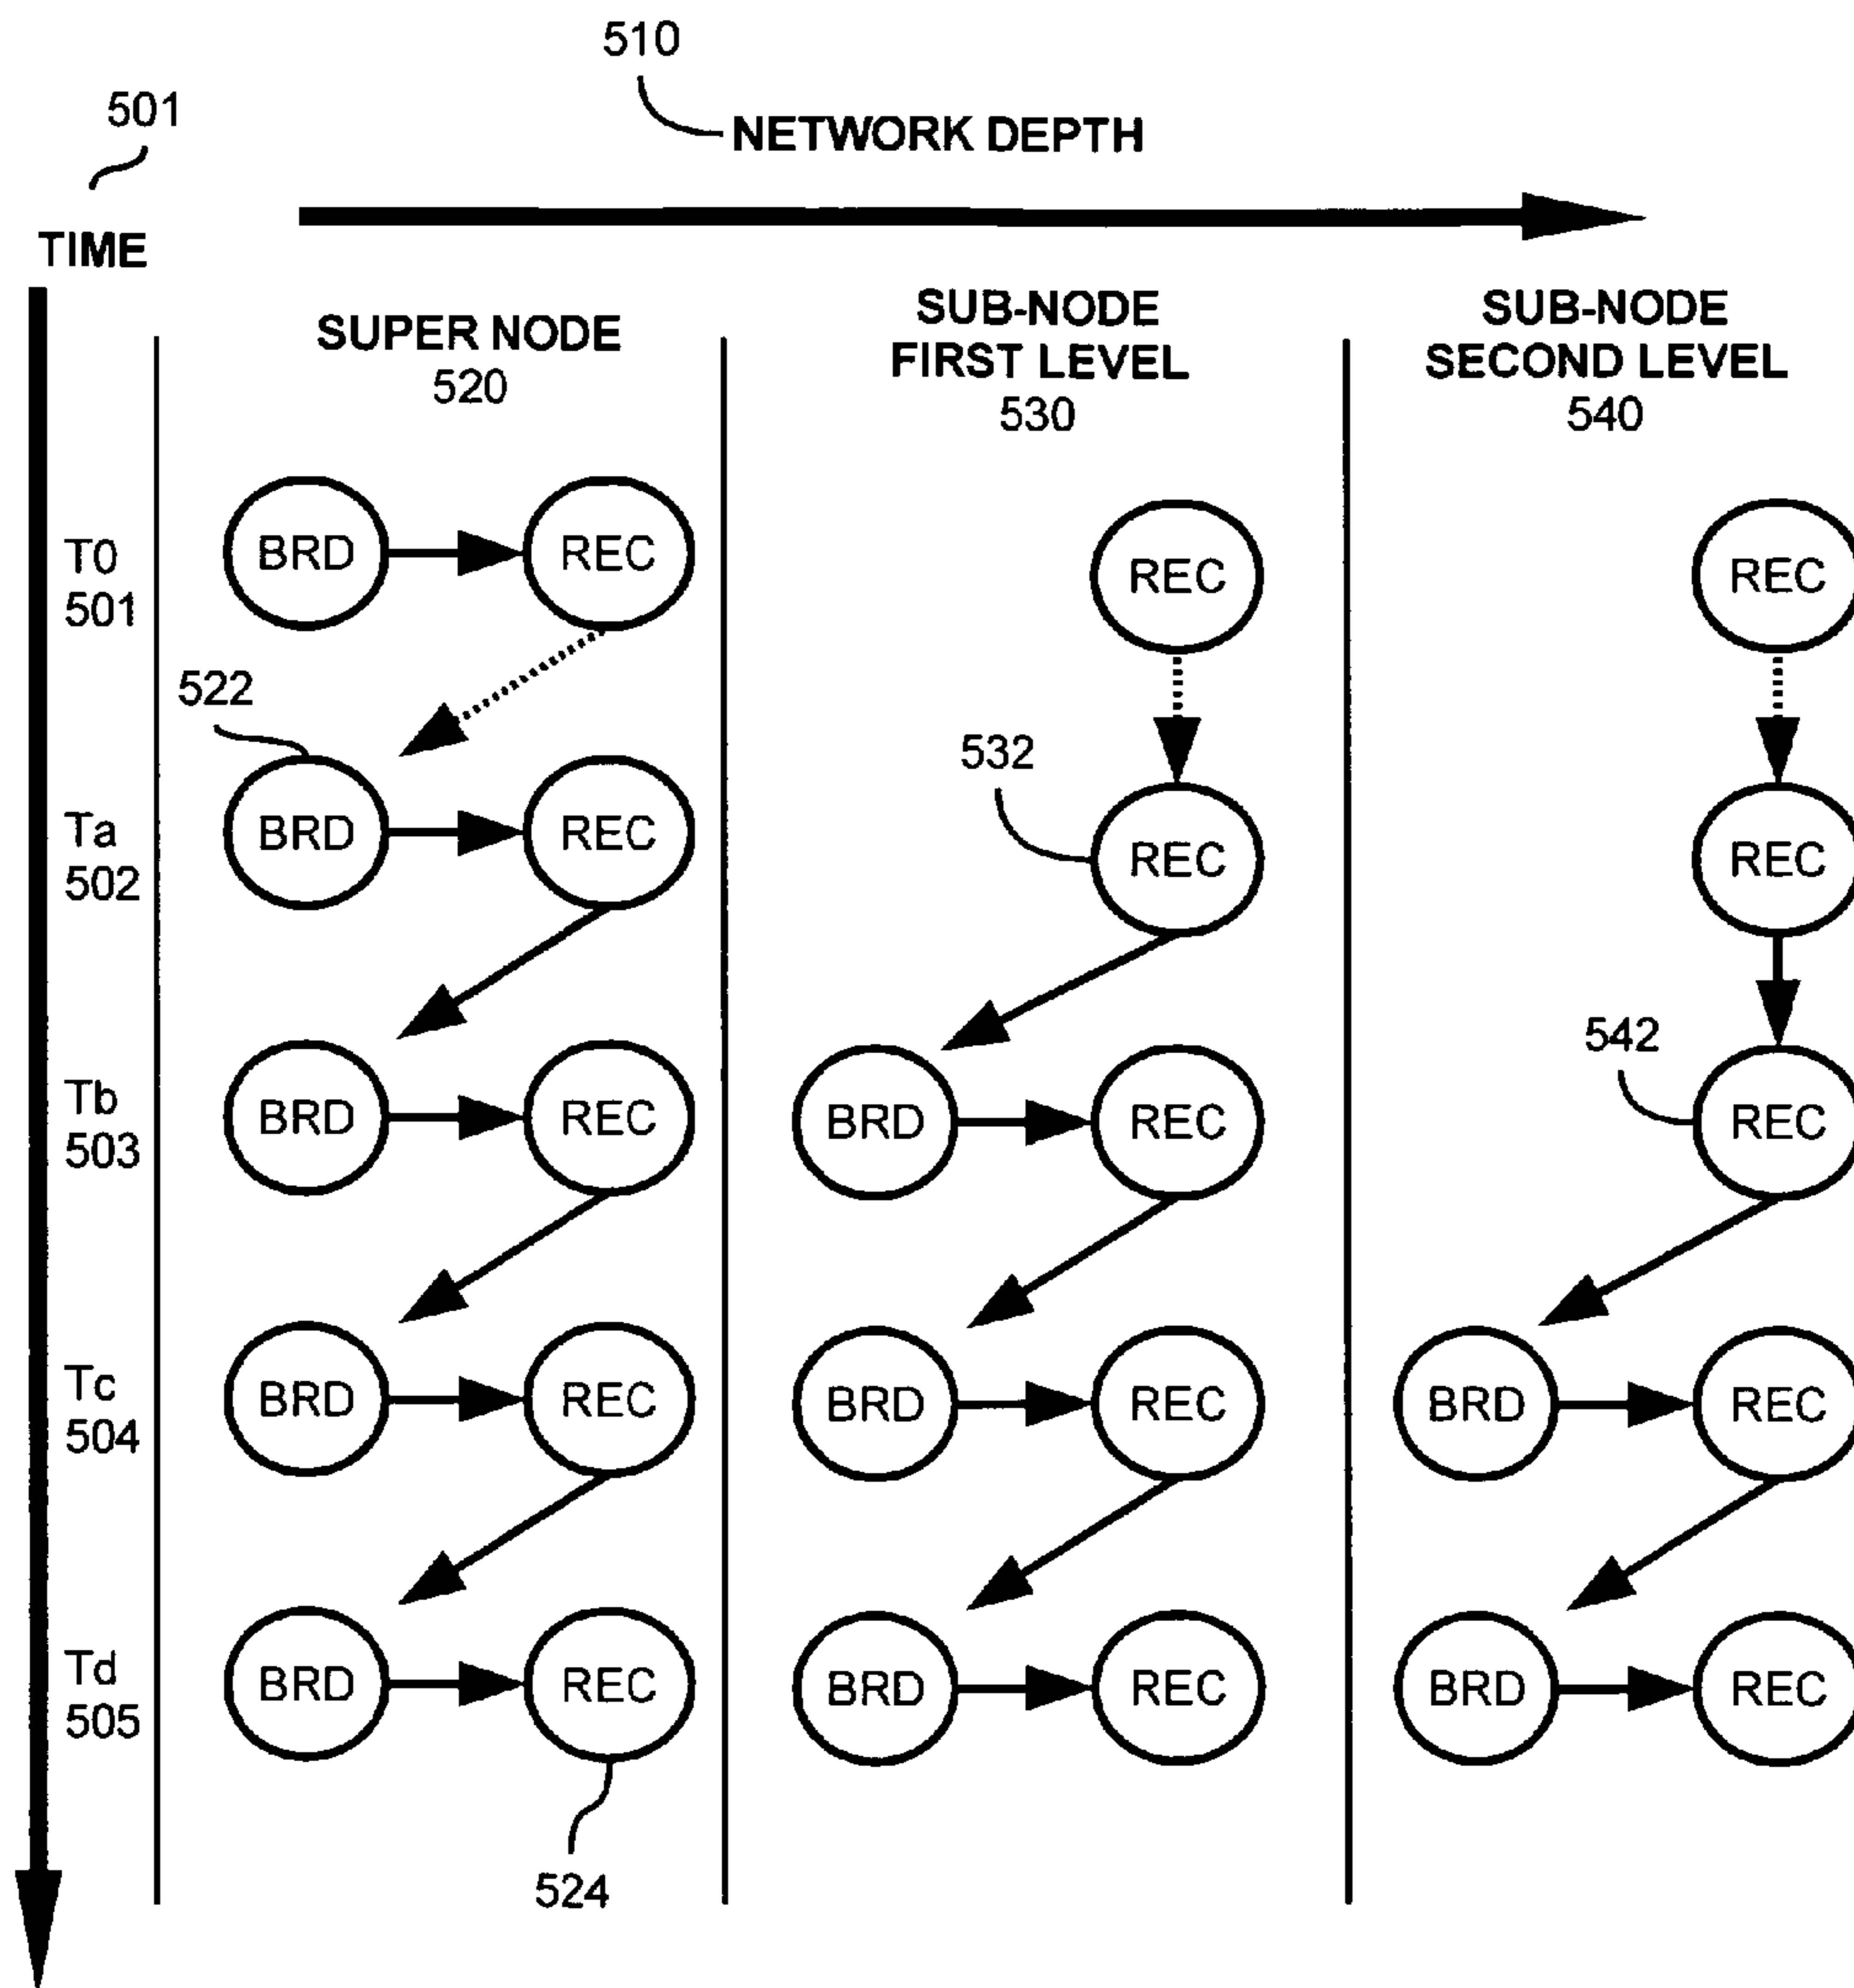 510
501
NETWORK DEPTH
TIME
SUPER NODE
520
SUB-NODE
FIRST LEVEL
530
SUB-NODE
SECOND LEVEL
540
T0
501
BRD
REC
REC
REC
522
532
Ta
502
BRD
REC
REC
REC
542
Tb
503
BRD
REC
BRD
REC
REC
Tc
504
BRD
REC
BRD
REC
BRD
REC
Td
505
BRD
REC
BRD
REC
BRD
REC
524